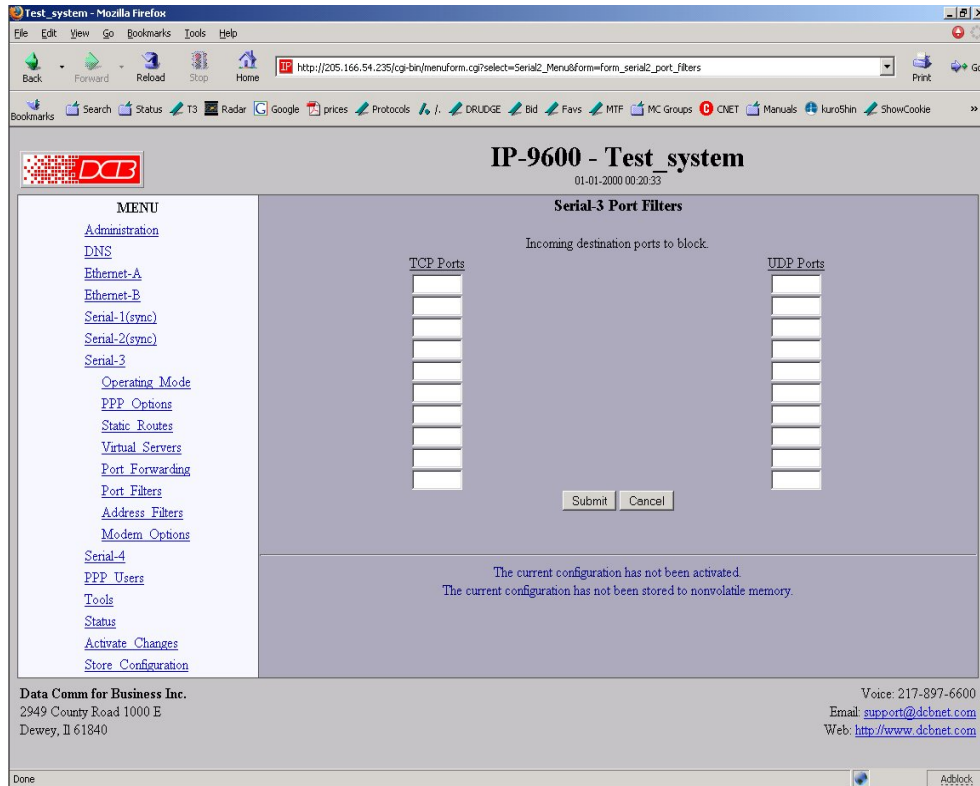 Test_system - Mozilla Firefox
File Edit View Go Bookmarks Tools Help
Back Forward Reload Stop Home
IP http://205.166.54.235/cgi-bin/menuform.cgi?select=Serial2_Menu&form=form_serial2_port_filters
Print Go
Bookmarks Search Status T3 Radar Google prices Protocols /. DRUDGE Bid Favs MTF MC Groups CNET Manuals kuro5hin ShowCookie »
DCB
IP-9600 - Test_system
01-01-2000 00:20:33
MENU
Administration
DNS
Ethernet-A
Ethernet-B
Serial-1(sync)
Serial-2(sync)
Serial-3
Operating Mode
PPP Options
Static Routes
Virtual Servers
Port Forwarding
Port Filters
Address Filters
Modem Options
Serial-4
PPP Users
Tools
Status
Activate Changes
Store Configuration
Serial-3 Port Filters
Incoming destination ports to block.
TCP Ports UDP Ports
Submit Cancel
The current configuration has not been activated.
The current configuration has not been stored to nonvolatile memory.
Data Comm for Business Inc.
2949 County Road 1000 E
Dewey, Il 61840
Voice: 217-897-6600
Email: support@dcbnet.com
Web: http://www.dcbnet.com
Done Adblock